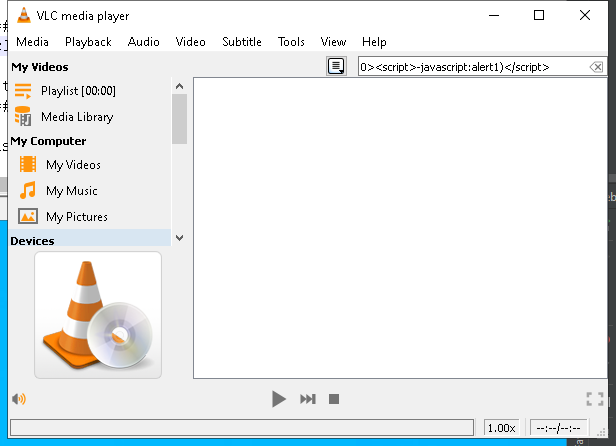 VLC media player
Media Playback Audio Video Subtitle Tools View Help
My Videos
0><script>-javascript:alert1)</script>
Playlist [00:00]
Media Library
My Computer
My Videos
My Music
My Pictures
Devices
1.00x
--:--/--:--